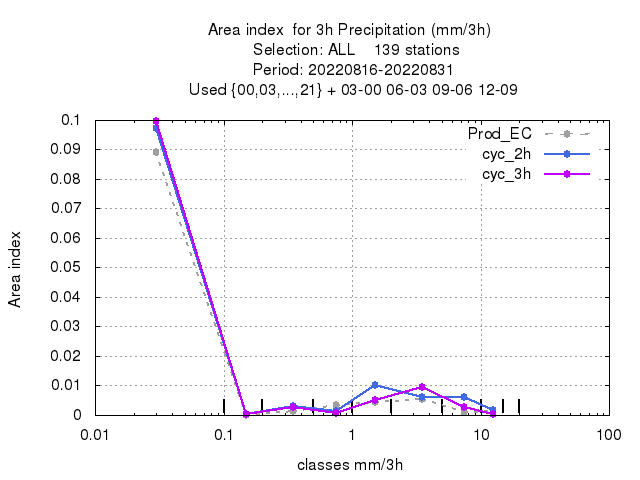 Area index  for 3h Precipitation (mm/3h)
Selection: ALL    139 stations
Period: 20220816-20220831
Used {00,03,...,21} + 03-00 06-03 09-06 12-09
Prod_EC
cyc_2h
cyc_3h
0.1
0.09
0.08
0.07
0.06
0.05
0.04
0.03
0.02
0.01
0
Area index
0.01
0.1
1
10
100
classes mm/3h